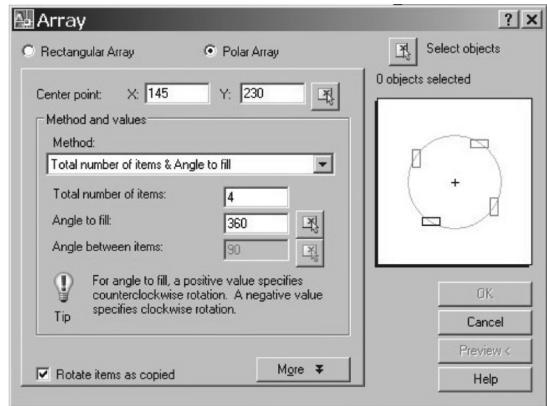 Array
Rectangular Array Polar Array Select objects
0 objects selected
Center point: X: 145 Y: 230
Method and values
Method:
Total number of items & Angle to fill
Total number of items: 4
Angle to fill: 360
Angle between items: 90
For angle to fill, a positive value specifies
counterclockwise rotation. A negative value
specifies clockwise rotation.
Tip
OK
Cancel
Preview <
Help
Rotate items as copied
More